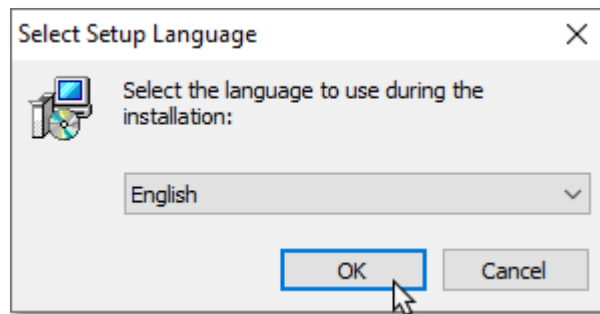 Select Setup Language
Select the language to use during the
installation:
English
OK
Cancel